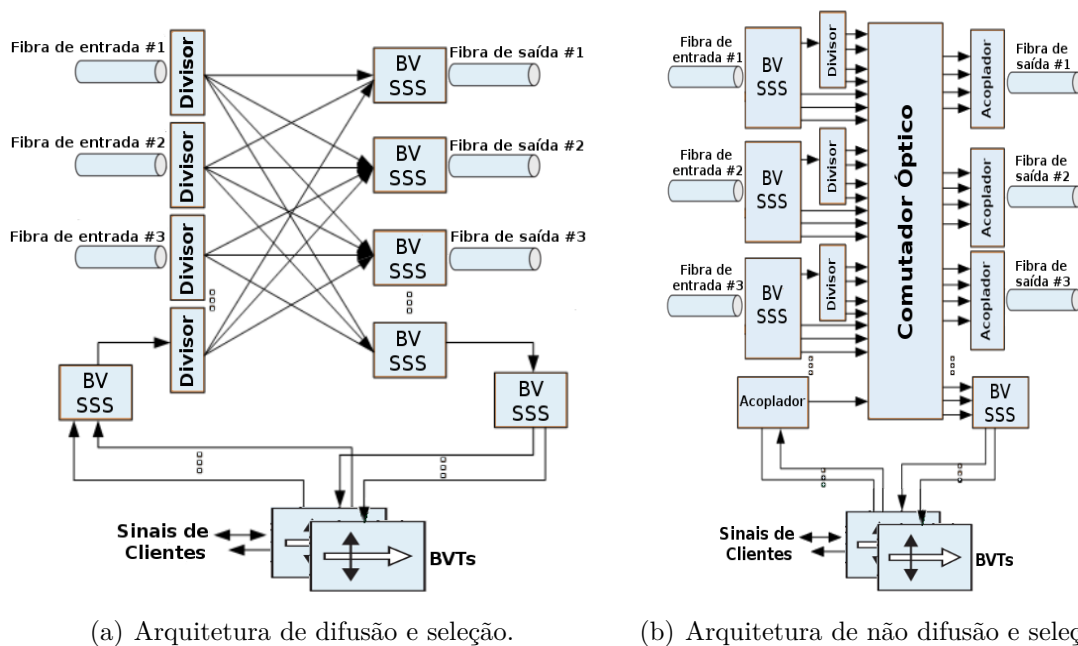 Fibra de entrada #1
Divisor
BV
SSS
Fibra de saída #1
Fibra de entrada #2
Divisor
BV
SSS
Fibra de saída #2
Fibra de entrada #3
Divisor
BV
SSS
Fibra de saída #3
Divisor
BV
SSS
BV
SSS
BV
SSS
Sinais de
Clientes
BVTs
(a) Arquitetura de difusão e seleção.
Fibra de
entrada #1
BV
SSS
Divisor
Comutador Óptico
Acoplador
Fibra de
saída #1
Fibra de
entrada #2
BV
SSS
Divisor
Acoplador
Fibra de
saída #2
Fibra de
entrada #3
BV
SSS
Divisor
Acoplador
Fibra de
saída #3
Acoplador
BV
SSS
Sinais de
Clientes
BVTs
(b) Arquitetura de não difusão e seleç